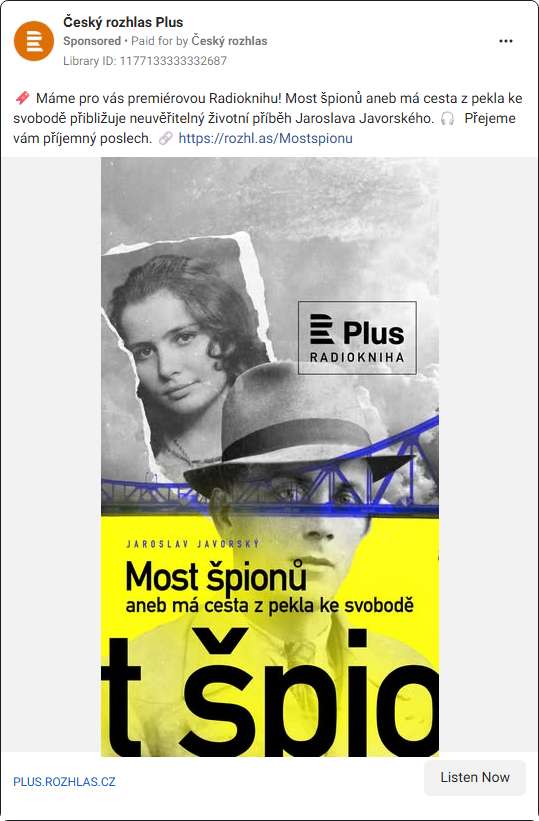 Český rozhlas Plus
Sponsored • Paid for by Český rozhlas
Library ID: 1177133333332687
Máme pro vás premiérovou Radioknihu! Most špionů aneb má cesta z pekla ke
svobodě přibližuje neuvěřitelný životní příběh Jaroslava Javorského. 🎧 Přejeme
vám příjemný poslech. 🔗 https://rozhl.as/Mostspionu
Plus
RADIOKNIHA
JAROSLAV JAVORSKÝ
Most špionů
aneb má cesta z pekla ke svobodě
t špio
PLUS.ROZHLAS.CZ
Listen Now